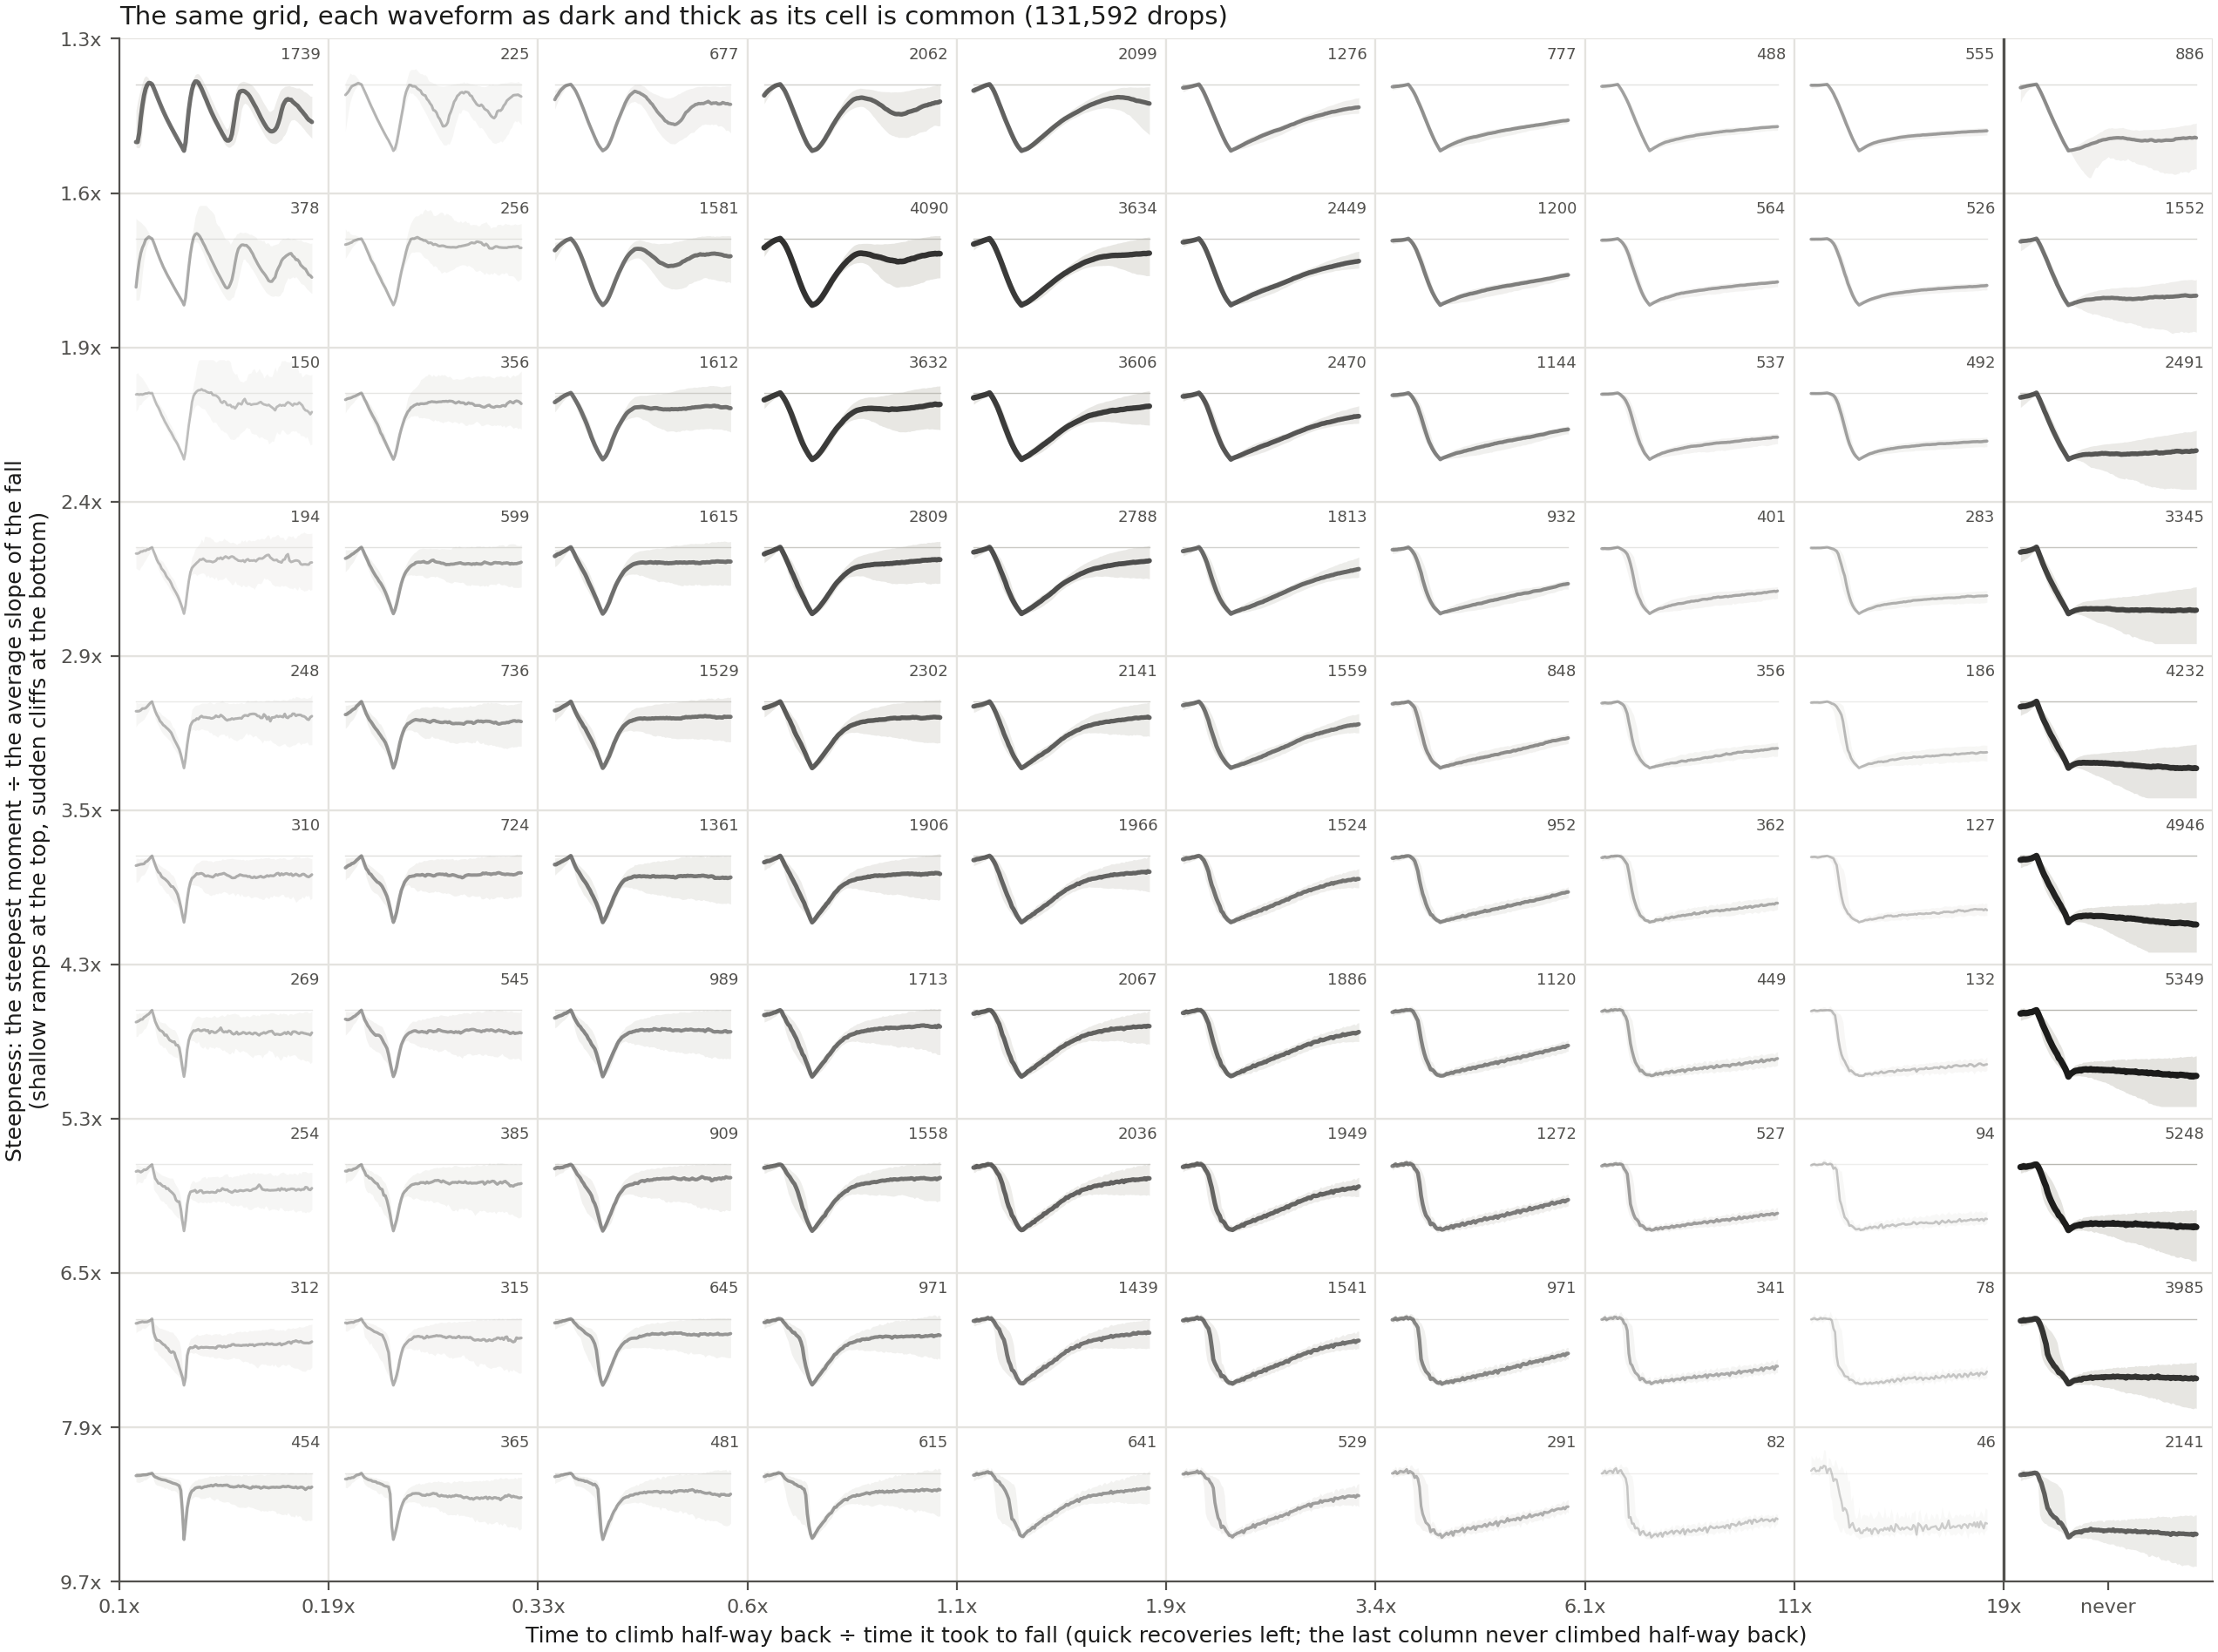 The same grid, each waveform as dark and thick as its cell is common (131,592 drops)
1.3x
1739 225 677 2062 2099 1276 777 488 555 886
1.6x
378 256 1581 4090 3634 2449 1200 564 526 1552
1.9x
150 356 1612 3632 3606 2470 1144 537 492 2491
2.4x
194 599 1615 2809 2788 1813 932 401 283 3345
2.9x
248 736 1529 2302 2141 1559 848 356 186 4232
3.5x
310 724 1361 1906 1966 1524 952 362 127 4946
4.3x
269 545 989 1713 2067 1886 1120 449 132 5349
5.3x
254 385 909 1558 2036 1949 1272 527 94 5248
6.5x
312 315 645 971 1439 1541 971 341 78 3985
7.9x
454 365 481 615 641 529 291 82 46 2141
9.7x
Steepness: the steepest moment ÷ the average slope of the fall
(shallow ramps at the top, sudden cliffs at the bottom)
0.1x 0.19x 0.33x 0.6x 1.1x 1.9x 3.4x 6.1x 11x 19x never
Time to climb half-way back ÷ time it took to fall (quick recoveries left; the last column never climbed half-way back)